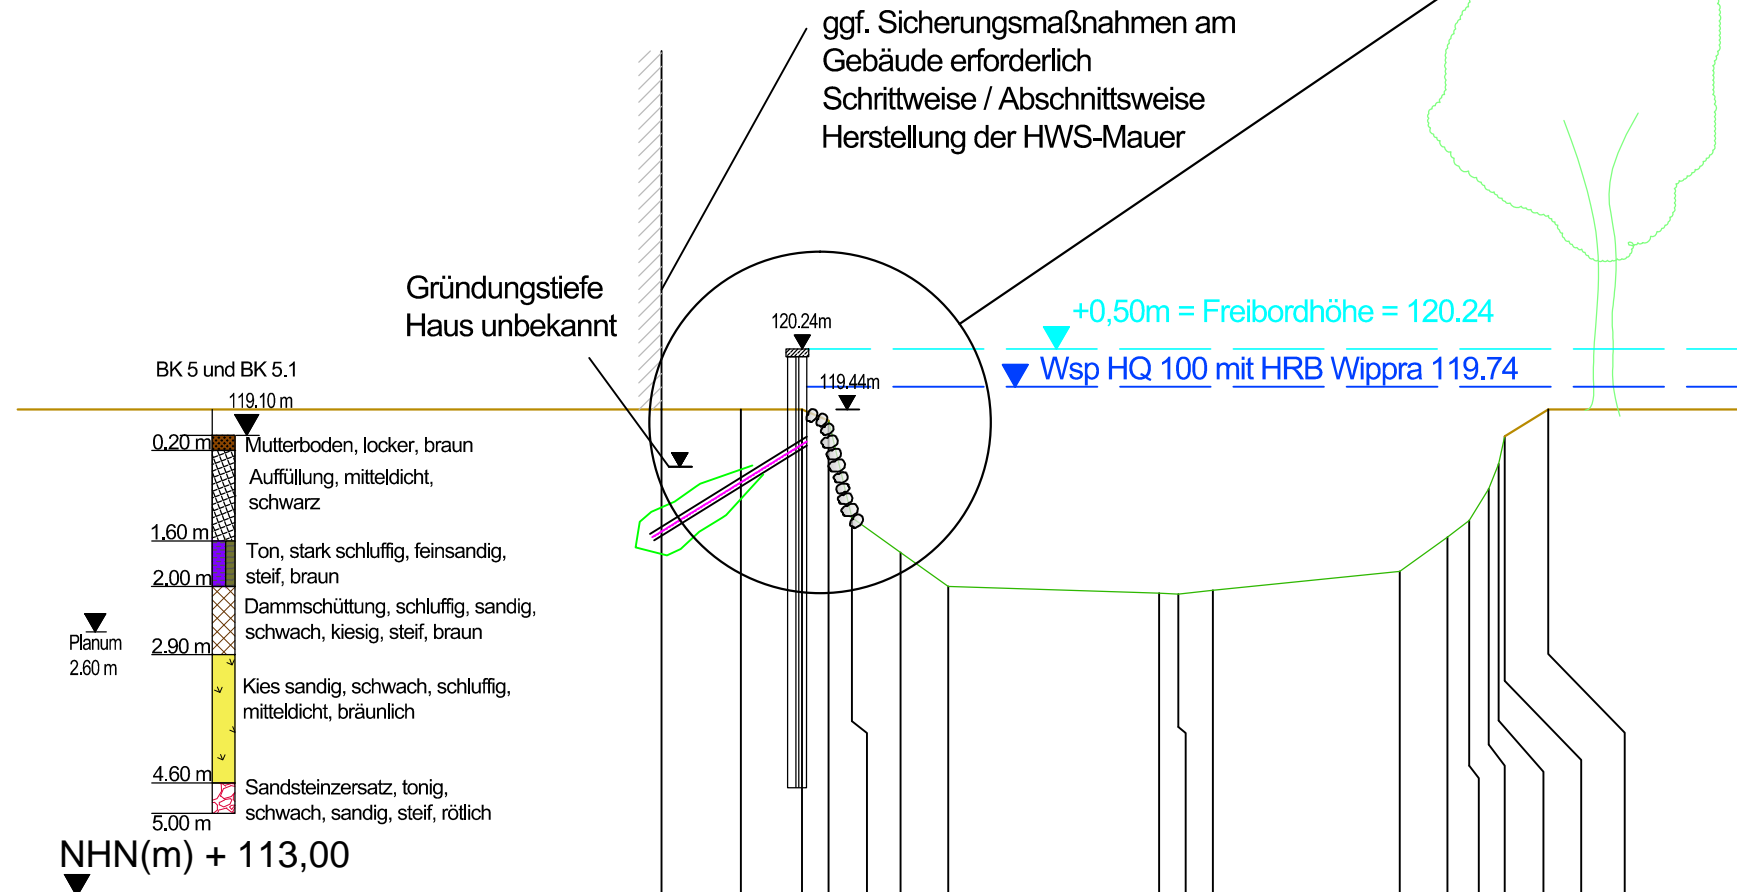 ggf. Sicherungsmaßnahmen am
Gebäude erforderlich
Schrittweise / Abschnittsweise
Herstellung der HWS-Mauer
Gründungstiefe
Haus unbekannt
120.24m
+0,50m = Freibordhöhe = 120.24
Wsp HQ 100 mit HRB Wippra 119.74
119.44m
BK 5 und BK 5.1
119.10 m
0.20 m
Mutterboden, locker, braun
Auffüllung, mitteldicht,
schwarz
1.60 m
Ton, stark schluffig, feinsandig,
steif, braun
2.00 m
Dammschüttung, schluffig, sandig,
schwach, kiesig, steif, braun
Planum
2.60 m
2.90 m
Kies sandig, schwach, schluffig,
mitteldicht, bräunlich
4.60 m
Sandsteinzersatz, tonig,
schwach, sandig, steif, rötlich
5.00 m
NHN(m) + 113,00